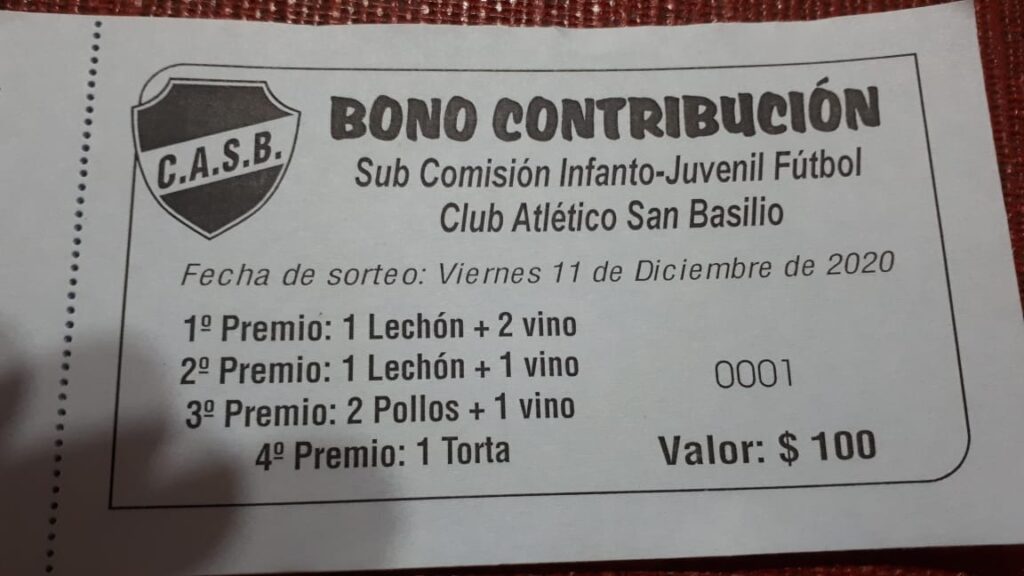 C.A.S.B.
BONO CONTRIBUCIÓN
Sub Comisión Infanto-Juvenil Fútbol
Club Atlético San Basilio
Fecha de sorteo: Viernes 11 de Diciembre de 2020
1º Premio: 1 Lechón + 2 vino
2º Premio: 1 Lechón + 1 vino
3º Premio: 2 Pollos + 1 vino
4º Premio: 1 Torta
0001
Valor: $ 100